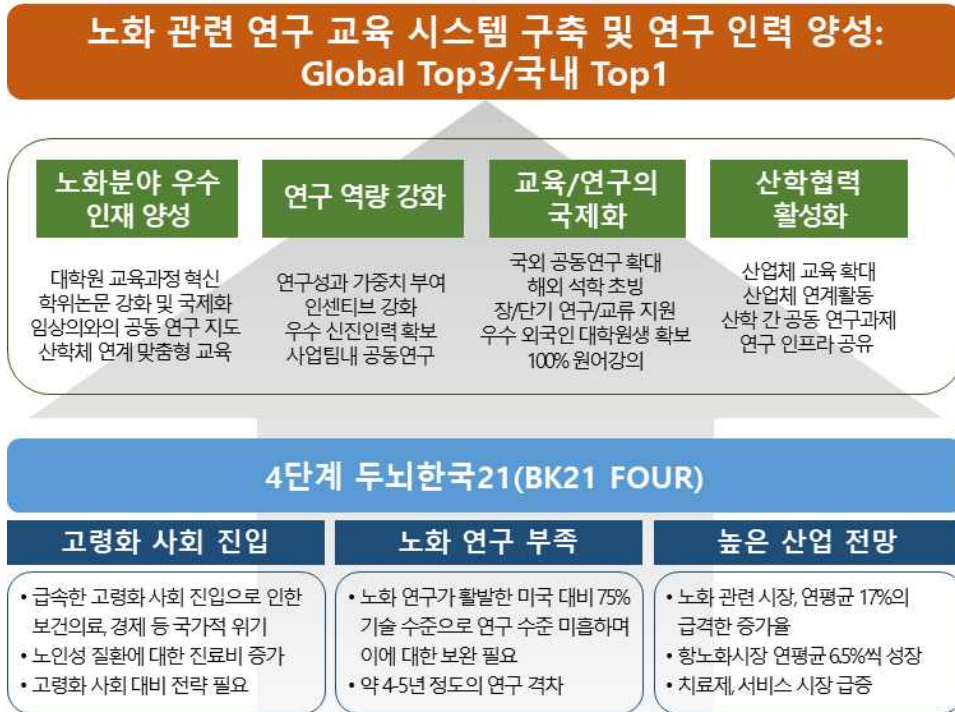 노화 관련 연구 교육 시스템 구축 및 연구 인력 양성:
Global Top3/국내 Top1
노화분야 우수
인재 양성
대학원 교육과정 혁신
학위논문 강화 및 국제화
임상의와의 공동 연구 지도
산학체 연계 맞춤형 교육
연구 역량 강화
연구성과 가중치 부여
인센티브 강화
우수 신진인력 확보
사업팀내 공동연구
교육/연구의
국제화
국외 공동연구 확대
해외 석학 초빙
장/단기 연구/교류 지원
우수 외국인 대학원생 확보
100% 원어강의
산학협력
활성화
산업체 교육 확대
산업체 연계활동
산학 간 공동 연구과제
연구 인프라 공유
4단계 두뇌한국21(BK21 FOUR)
고령화 사회 진입
• 급속한 고령화 사회 진입으로 인한
보건의료, 경제 등 국가적 위기
• 노인성 질환에 대한 진료비 증가
• 고령화 사회 대비 전략 필요
노화 연구 부족
• 노화 연구가 활발한 미국 대비 75%
기술 수준으로 연구 수준 미흡하며
이에 대한 보완 필요
• 약 4-5년 정도의 연구 격차
높은 산업 전망
• 노화 관련 시장, 연평균 17%의
급격한 증가율
• 항노화시장 연평균 6.5%씩 성장
• 치료제, 서비스 시장 급증